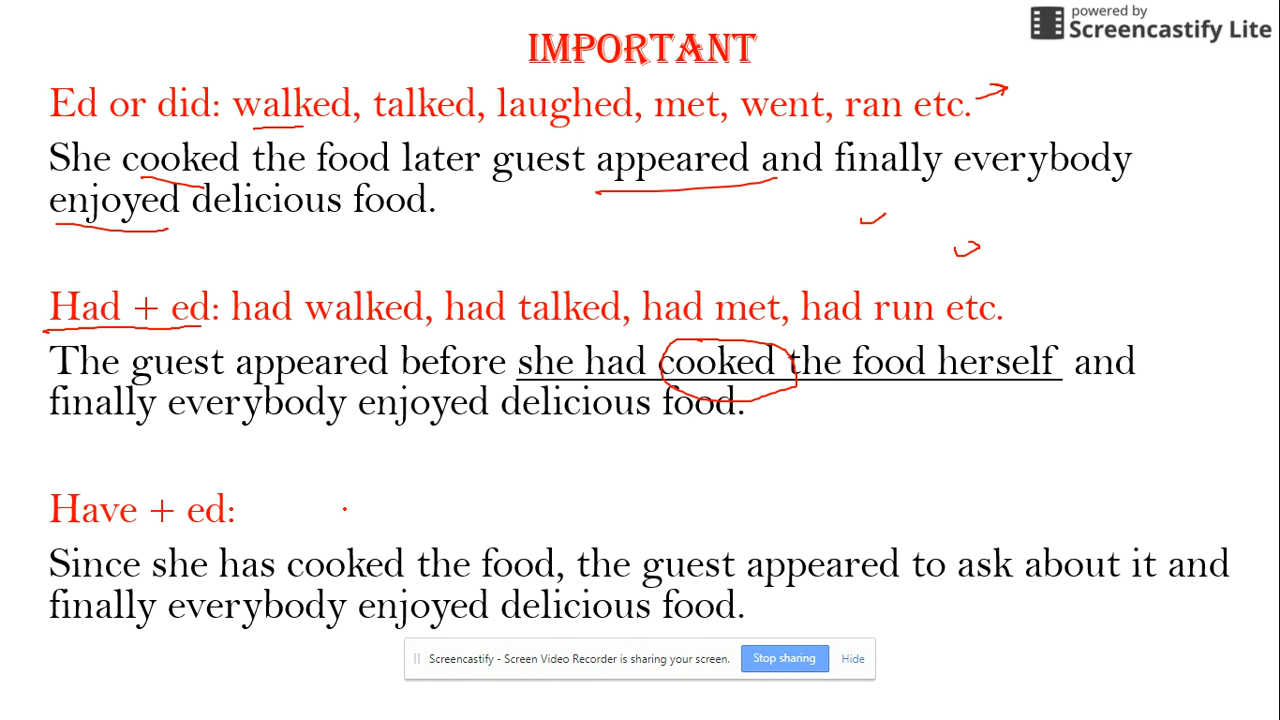 powered by
Screencastify Lite
IMPORTANT
Ed or did: walked, talked, laughed, met, went, ran etc.
She cooked the food later guest appeared and finally everybody
enjoyed delicious food.
Had + ed: had walked, had talked, had met, had run etc.
The guest appeared before she had cooked the food herself and
finally everybody enjoyed delicious food.
Have + ed:
Since she has cooked the food, the guest appeared to ask about it and
finally everybody enjoyed delicious food.
Screencastify - Screen Video Recorder is sharing your screen. Stop sharing Hide